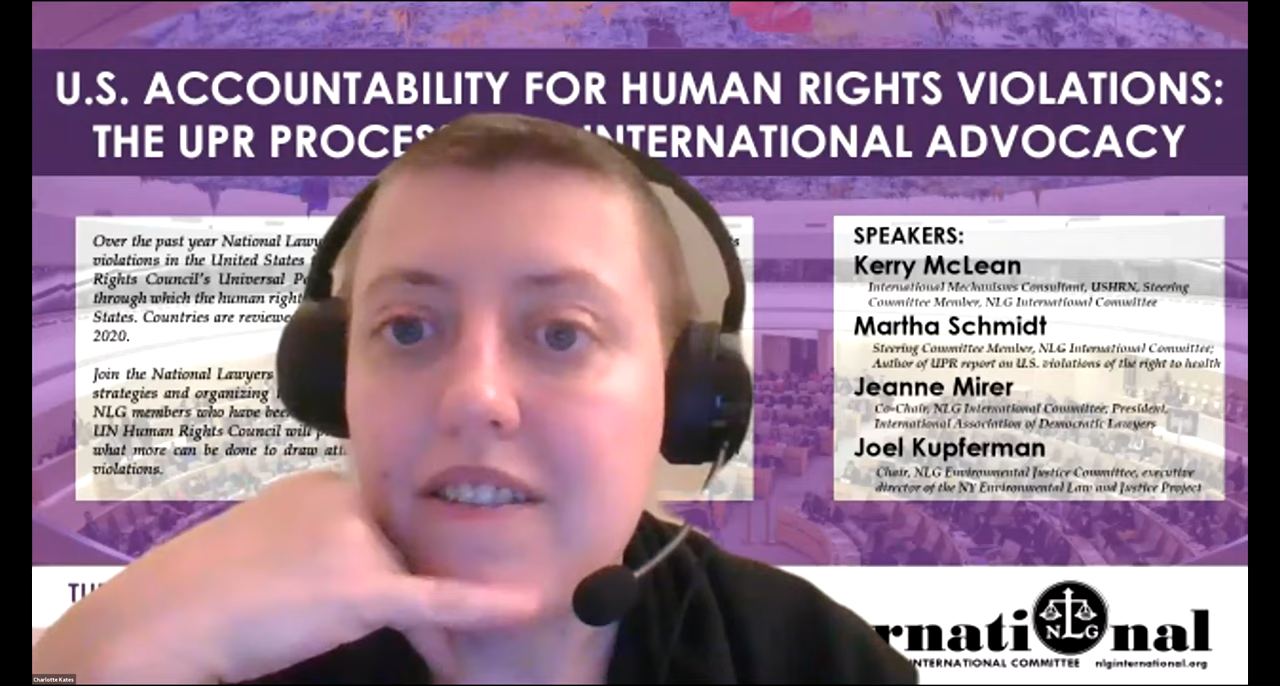 U.S. ACCOUNTABILITY FOR HUMAN RIGHTS VIOLATIONS:
THE UPR PROCE INTERNATIONAL ADVOCACY
Over the past year National Lawy
violations in the United States
Rights Council's Universal Pe
through which the human right
States. Countries are reviewe
2020.
Join the National Lawyers
strategies and organizing
NLG members who have bee
UN Human Rights Council will p
what more can be done to draw att
violations.
SPEAKERS:
Kerry McLean
International Mechanisms Consultant, USHRN, Steering
Committee Member, NLG International Committee
Martha Schmidt
Steering Committee Member, NLG International Committee;
Author of UPR report on U.S. violations of the right to health
Jeanne Mirer
Co-Chair, NLG International Committee; President,
International Association of Democratic Lawyers
Joel Kupferman
Chair, NLG Environmental Justice Committee, executive
director of the NY Environmental Law and Justice Project
TU
rnati NLG nal
INTERNATIONAL COMMITTEE nlginternational.org
Charlotte Kates